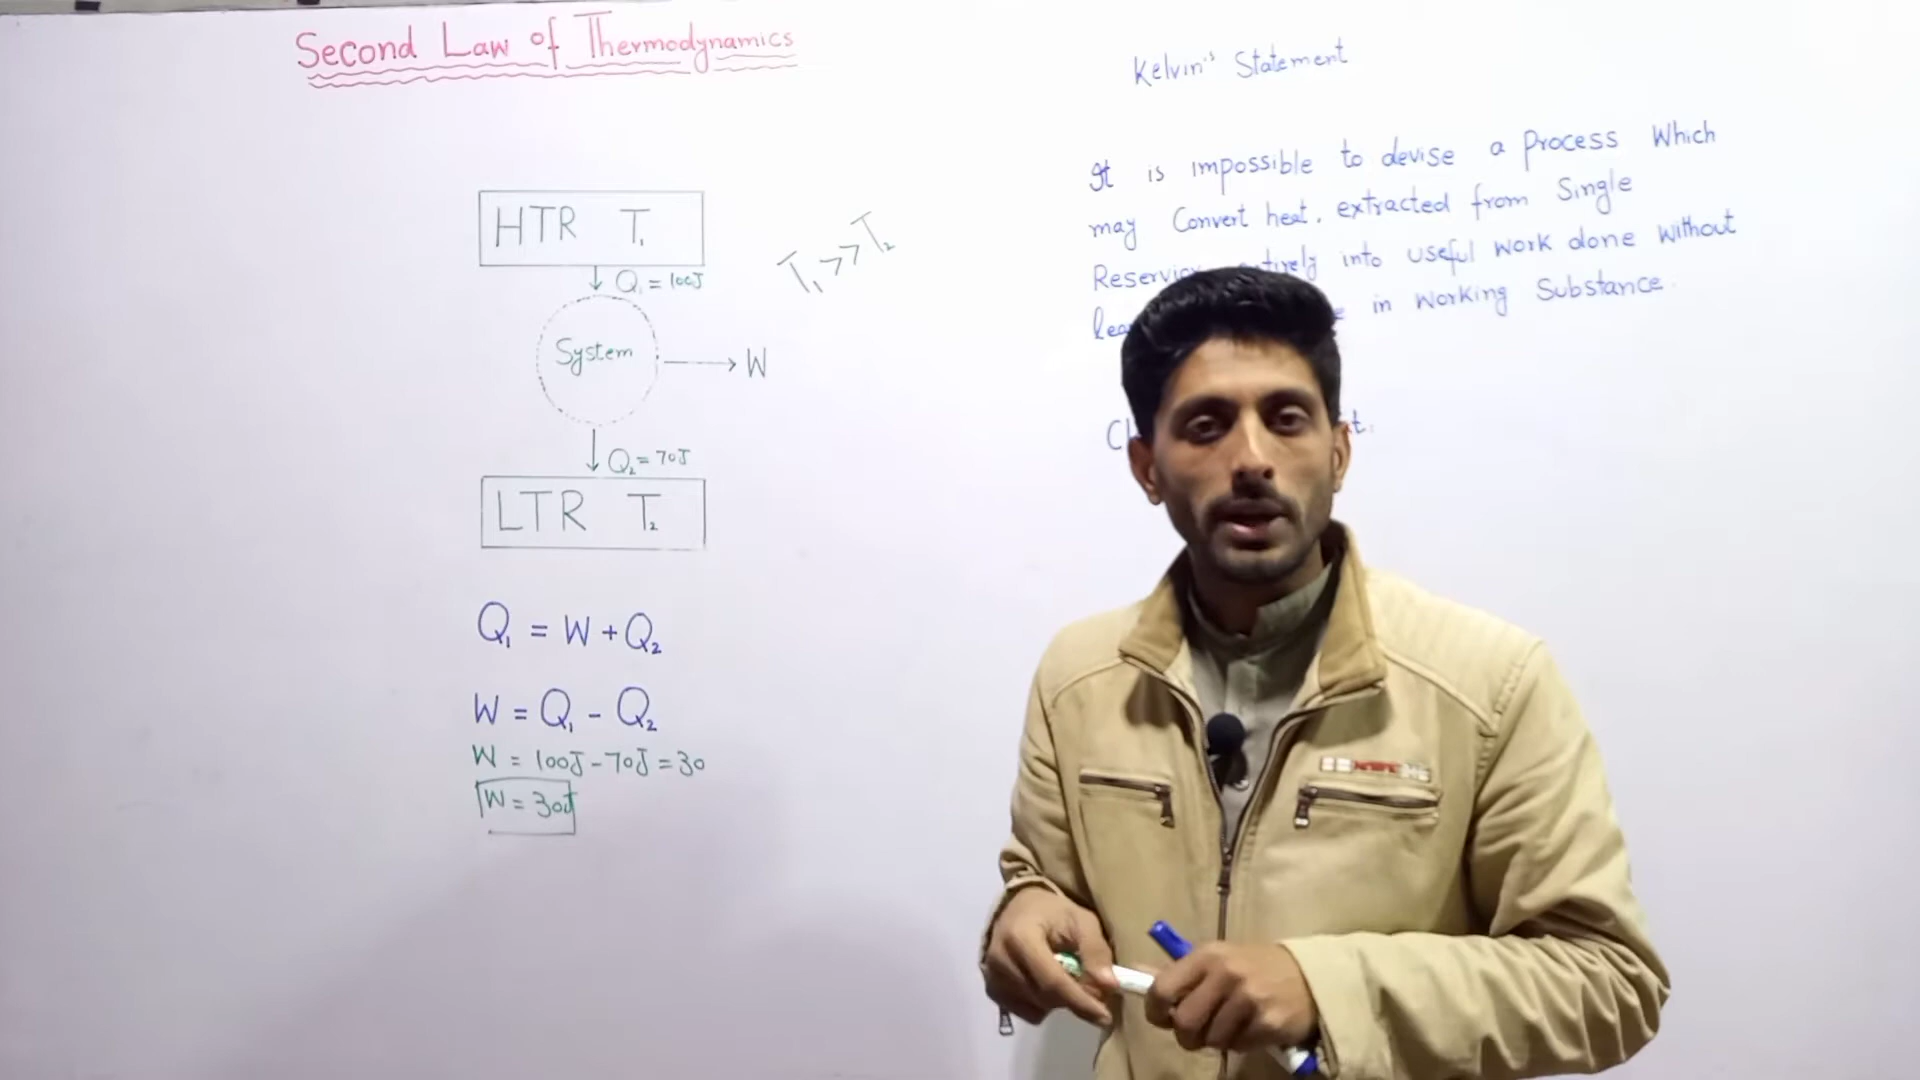 Second Law of Thermodynamics
HTR T₁
Q₁ = 100J
T₁ >> T₂
System
W
Q₂ = 70J
LTR T₂
Q₁ = W + Q₂
W = Q₁ - Q₂
W = 100J - 70J = 30
W = 30J
Kelvin's Statement
It is impossible to devise a Process Which
may Convert heat, extracted from Single
into useful work done without
in Working Substance.